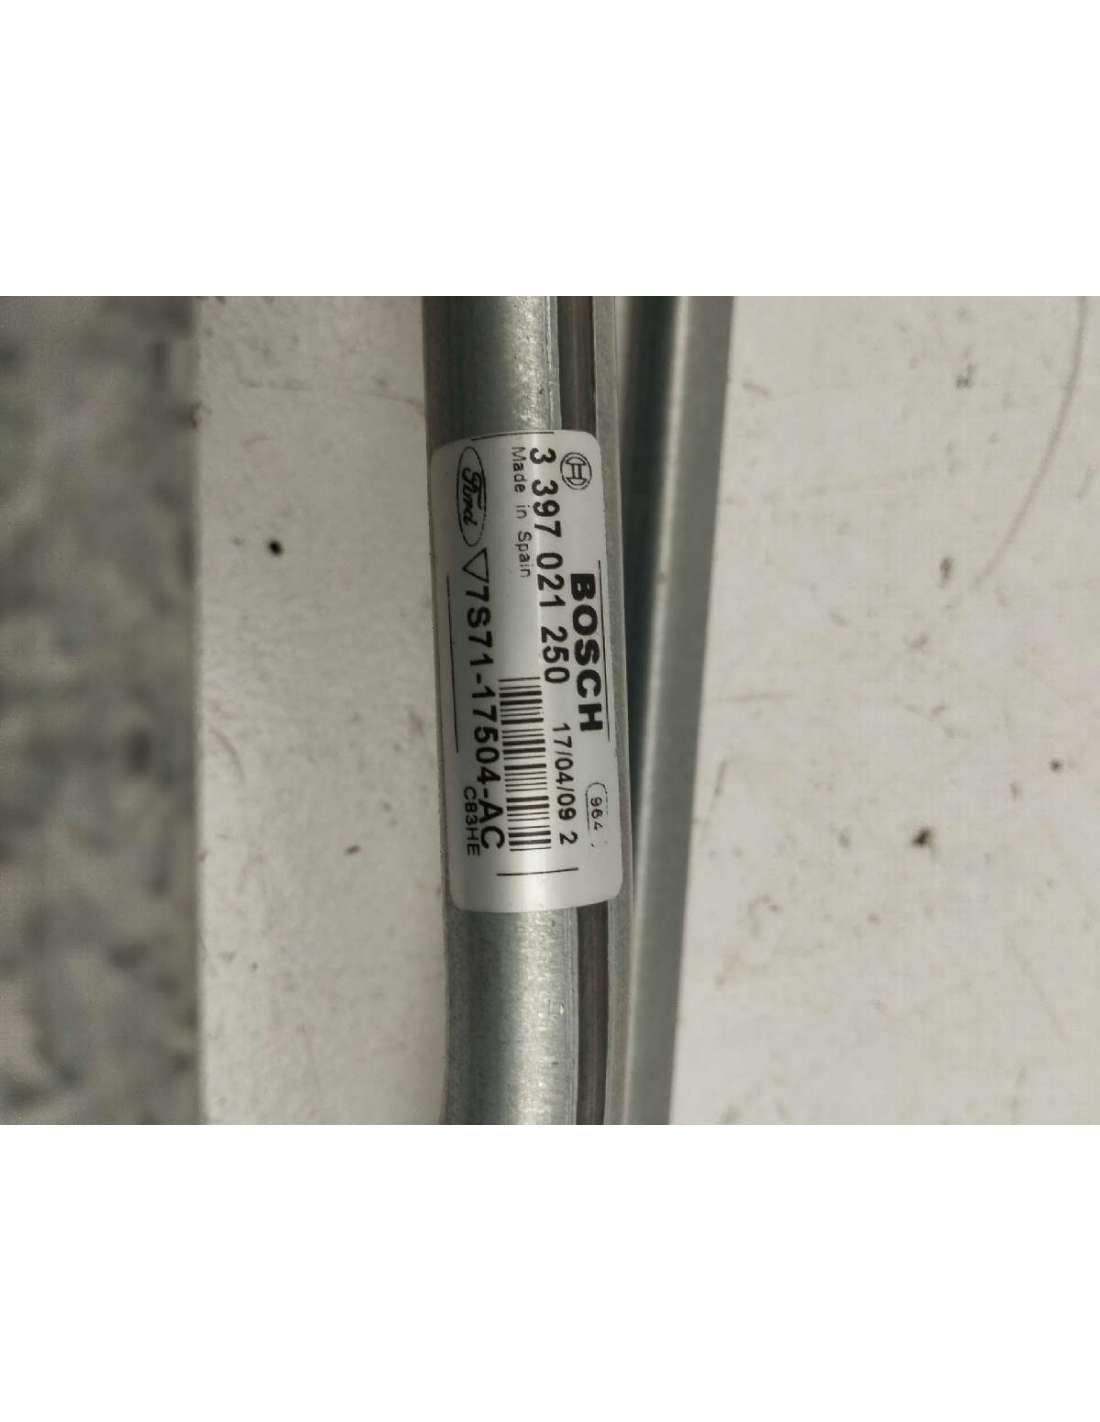 BOSCH
964
3 397 021 250
17/04/09 2
Made in Spain
Ford
7S71-17504-AC
CB3HE